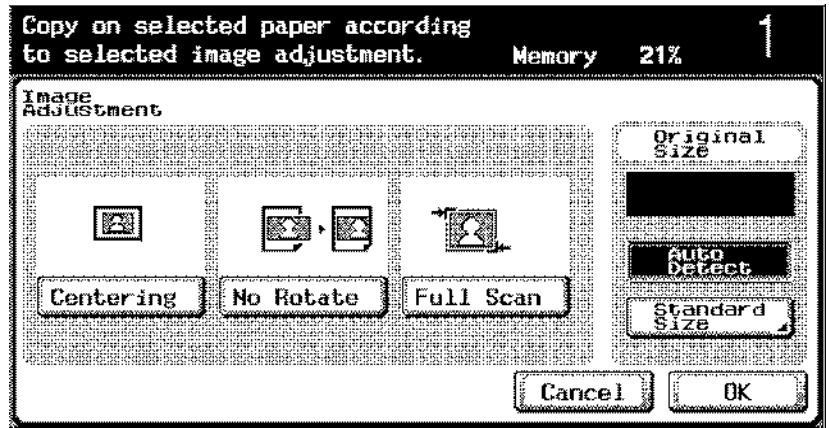 Copy on selected paper according
to selected image adjustment.
Memory 21% 1
Image
Adjustment
Original
Size
Auto
Detect
Centering
No Rotate
Full Scan
Standard
Size
Cancel
OK